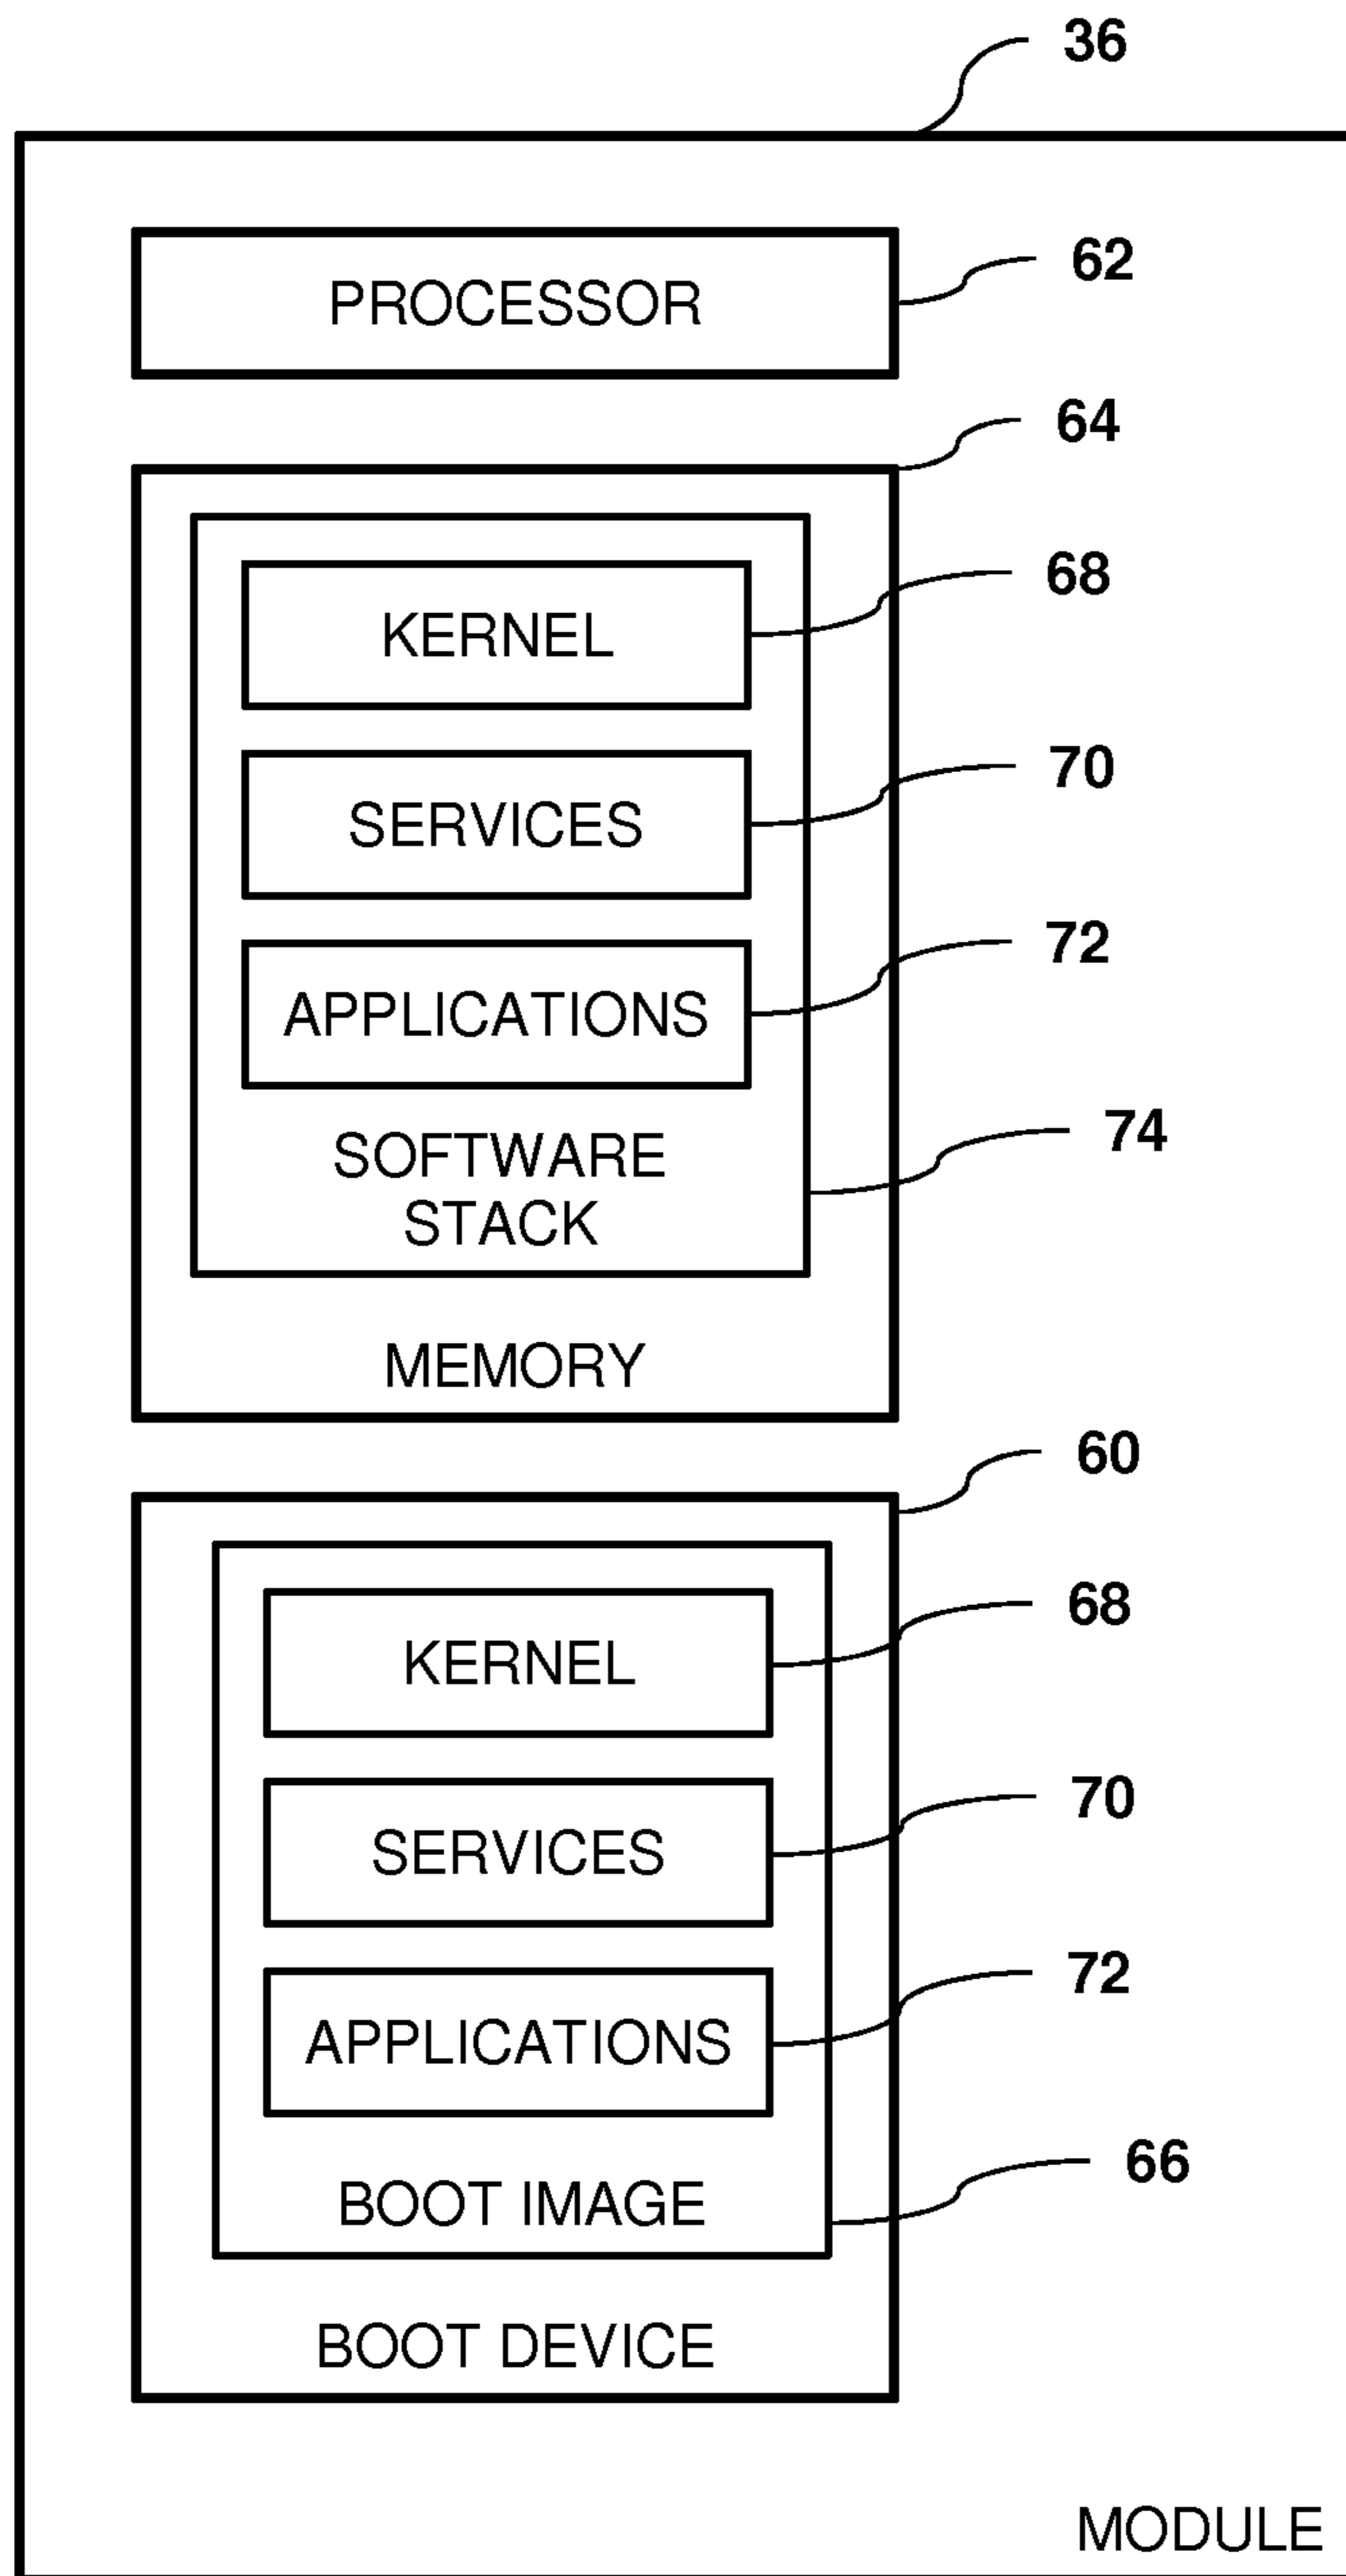 36
PROCESSOR
62
64
KERNEL
68
SERVICES
70
APPLICATIONS
72
SOFTWARE
STACK
74
MEMORY
60
KERNEL
68
SERVICES
70
APPLICATIONS
72
BOOT IMAGE
66
BOOT DEVICE
MODULE